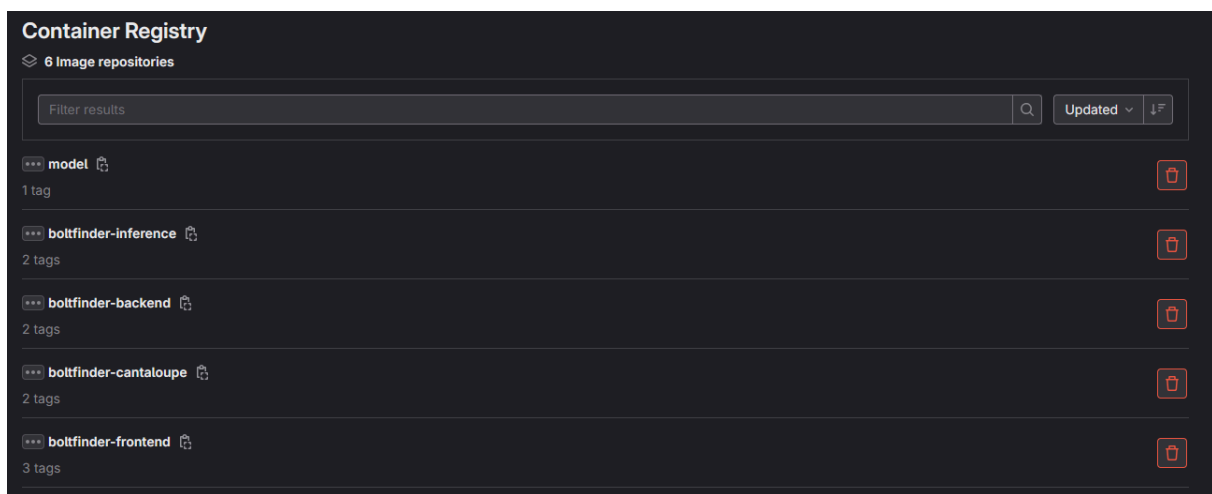 Container Registry
6 Image repositories
Filter results
Updated
model
1 tag
boltfinder-inference
2 tags
boltfinder-backend
2 tags
boltfinder-cantaloupe
2 tags
boltfinder-frontend
3 tags